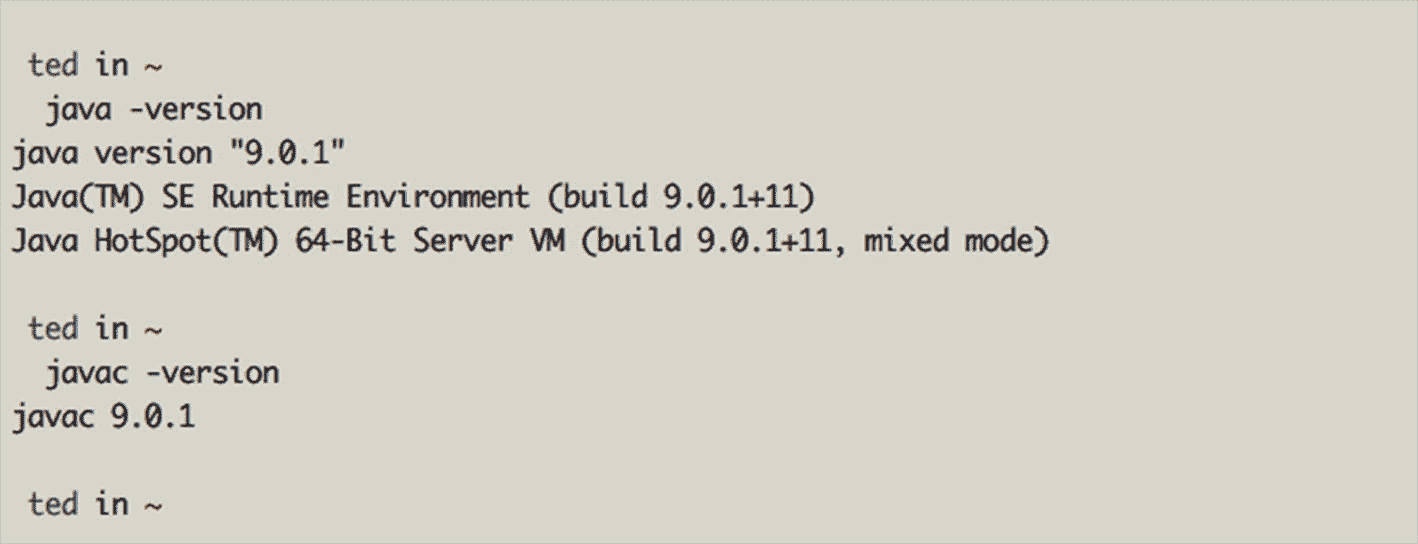 ted in ~
java -version
java version "9.0.1"
Java(TM) SE Runtime Environment (build 9.0.1+11)
Java HotSpot(TM) 64-Bit Server VM (build 9.0.1+11, mixed mode)
ted in ~
javac -version
javac 9.0.1
ted in ~